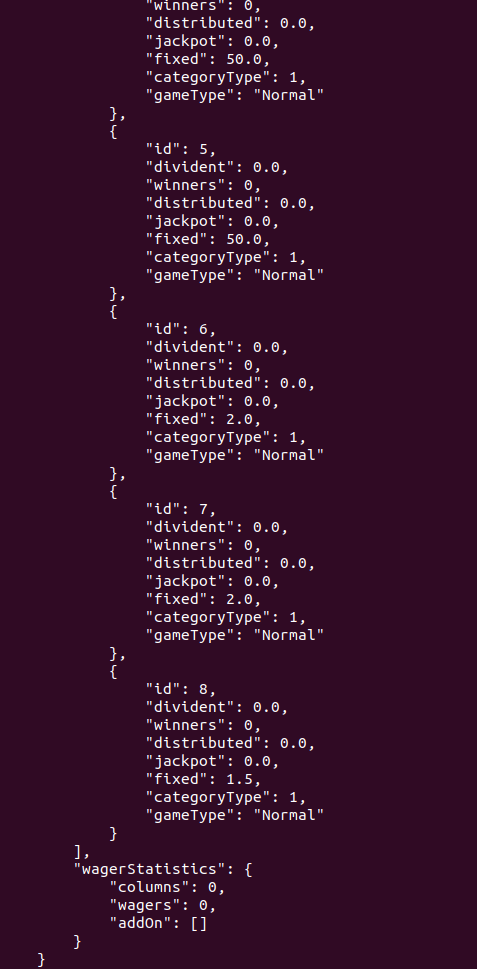 "winners": 0,
"distributed": 0.0,
"jackpot": 0.0,
"fixed": 50.0,
"categoryType": 1,
"gameType": "Normal"
},
{
"id": 5,
"divident": 0.0,
"winners": 0,
"distributed": 0.0,
"jackpot": 0.0,
"fixed": 50.0,
"categoryType": 1,
"gameType": "Normal"
},
{
"id": 6,
"divident": 0.0,
"winners": 0,
"distributed": 0.0,
"jackpot": 0.0,
"fixed": 2.0,
"categoryType": 1,
"gameType": "Normal"
},
{
"id": 7,
"divident": 0.0,
"winners": 0,
"distributed": 0.0,
"jackpot": 0.0,
"fixed": 2.0,
"categoryType": 1,
"gameType": "Normal"
},
{
"id": 8,
"divident": 0.0,
"winners": 0,
"distributed": 0.0,
"jackpot": 0.0,
"fixed": 1.5,
"categoryType": 1,
"gameType": "Normal"
}
],
"wagerStatistics": {
"columns": 0,
"wagers": 0,
"addOn": []
}
}